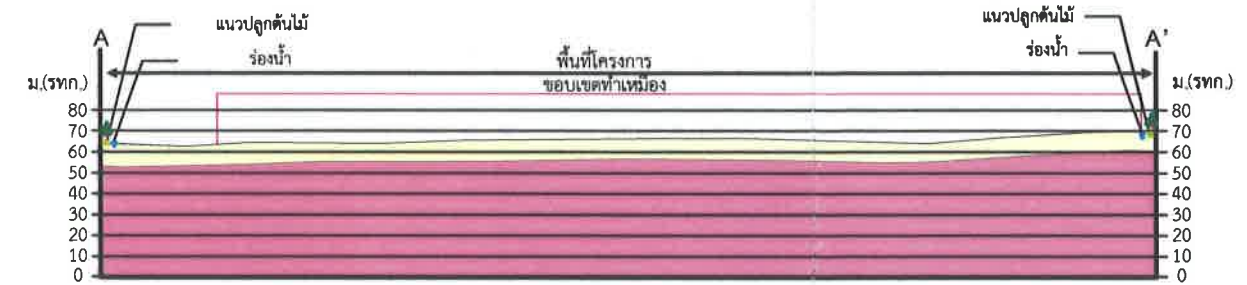 แนวปลูกต้นไม้
แนวปลูกต้นไม้
A
A'
ร่องน้ำ
ร่องน้ำ
พื้นที่โครงการ
ม.(รทก.)
ขอบเขตทำเหมือง
ม.(รทก.)
80
80
70
70
60
60
50
50
40
40
30
30
20
20
10
10
0
0